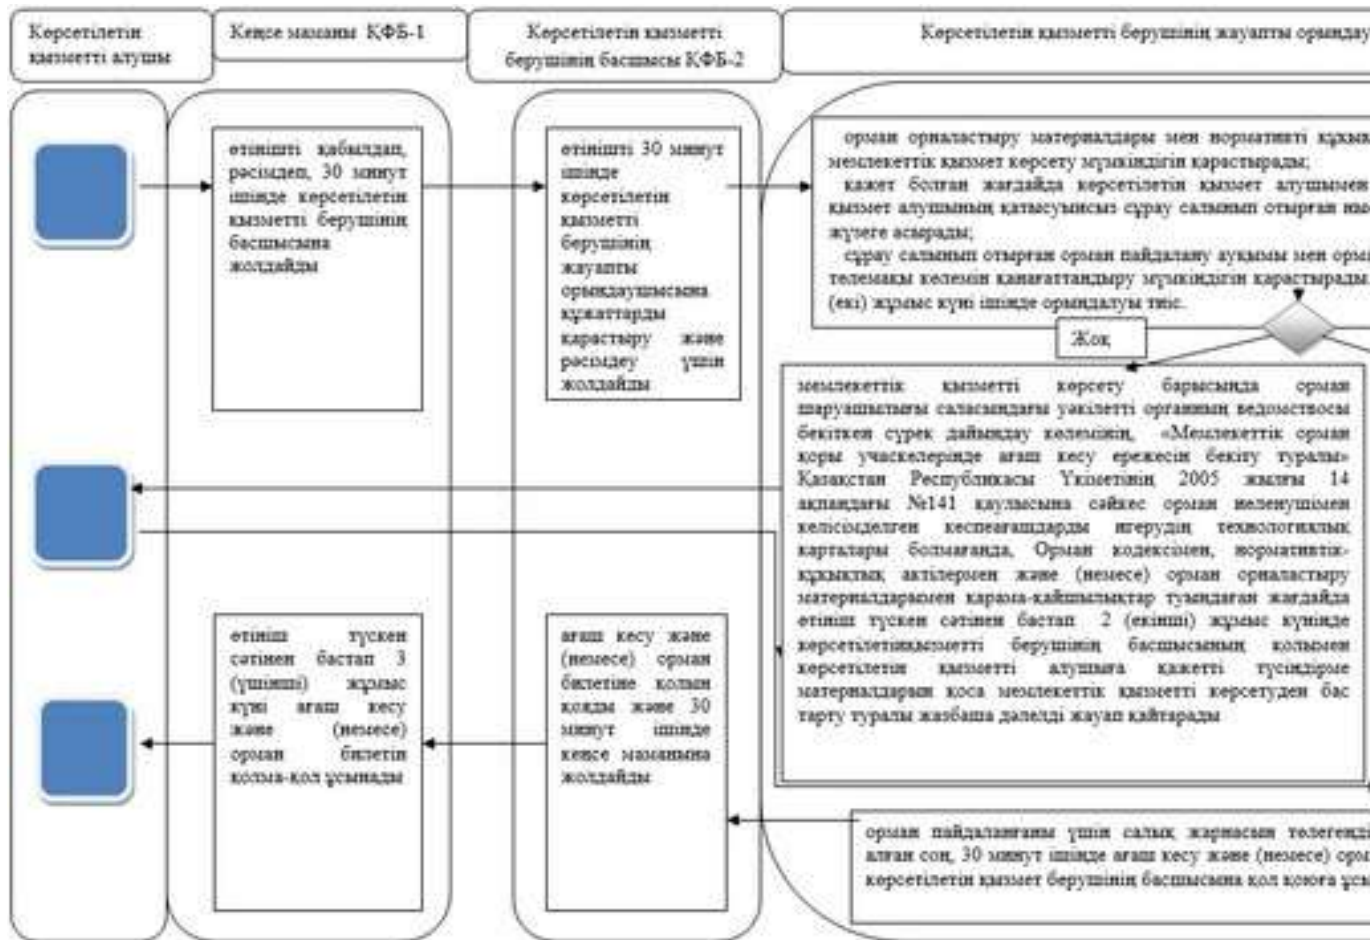 Көрсетілетін
қызметті алушы
Кеңсе маманы ҚФБ-1
Көрсетілетін қызметті
берушінің басшысы ҚФБ-2
Көрсетілетін қызметті берушінің жауапты орындау
өтінішті қабылдап,
рәсімдеп, 30 минут
ішінде көрсетілетін
қызметті берушінің
басшысына
жолдайды
өтінішті 30 минут
ішінде
көрсетілетін
қызметті
берушінің
жауапты
орындаушысына
құжаттарды
қарастыру және
рәсімдеу үшін
жолдайды
орман орналастыру материалдары мен нормативті құқық
мемлекеттік қызмет көрсету мүмкіндігін қарастырады;
қажет болған жағдайда көрсетілетін қызмет алушымен
қызмет алушының қатысуынсыз сұрау салынып отырған
жүзеге асырады;
сұрау салынып отырған орман пайдалану ауқымы мен орма
төлемақы көлемін қанағаттандыру мүмкіндігін қарастырады.
(екі) жұмыс күні ішінде орындалуы тиіс.
Жоқ
мемлекеттік қызметті көрсету барысында орман
шаруашылығы саласындағы уәкілетті органның ведомствосы
бекіткен сүрек дайындау көлемінің, «Мемлекеттік орман
қоры учаскелерінде ағаш кесу ережесін бекіту туралы»
Қазақстан Республикасы Үкіметінің 2005 жылғы 14
ақпандағы №141 қаулысына сәйкес орман иеленушімен
келісімделген кеспеағашдарды игерудің технологиялық
карталары болмағанда, Орман кодексімен, нормативтік-
құқықтық актілермен және (немесе) орман орналастыру
материалдарымен қарама-қайшылықтар туындаған жағдайда
өтініш түскен сәтінен бастап 2 (екінші) жұмыс күнінде
көрсетілетінқызметті берушінің басшысының қолымен
көрсетілетін қызметті алушыға қажетті түсіндірме
материалдарын қоса мемлекеттік қызметті көрсетуден бас
тарту туралы жазбаша дәлелді жауап қайтарады
өтініш түскен
сәтінен бастап 3
(үшінші) жұмыс
күні ағаш кесу
және (немесе)
орман билетін
қолма-қол ұсынады
ағаш кесу және
(немесе) орман
билетіне қолын
қояды және 30
минут ішінде
кеңсе маманына
жолдайды
орман пайдаланғаны үшін салық жарнасын төлегенді
алған соң, 30 минут ішінде ағаш кесу және (немесе) орм
көрсетілетін қызмет берушінің басшысына қол қоюға ұсы